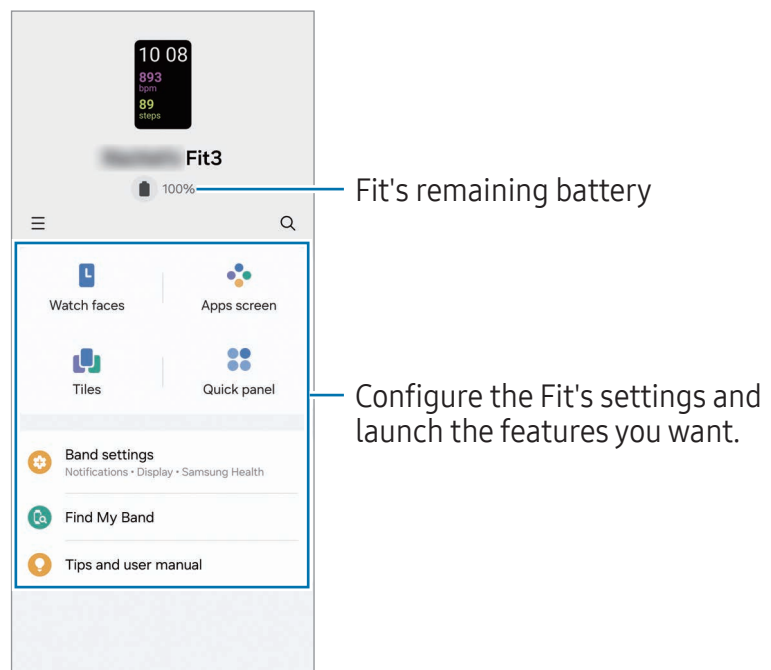 10 08
893
bpm
89
steps
Fit3
100%
Fit's remaining battery
Watch faces
Apps screen
Tiles
Quick panel
Configure the Fit's settings and
launch the features you want.
Band settings
Notifications • Display • Samsung Health
Find My Band
Tips and user manual